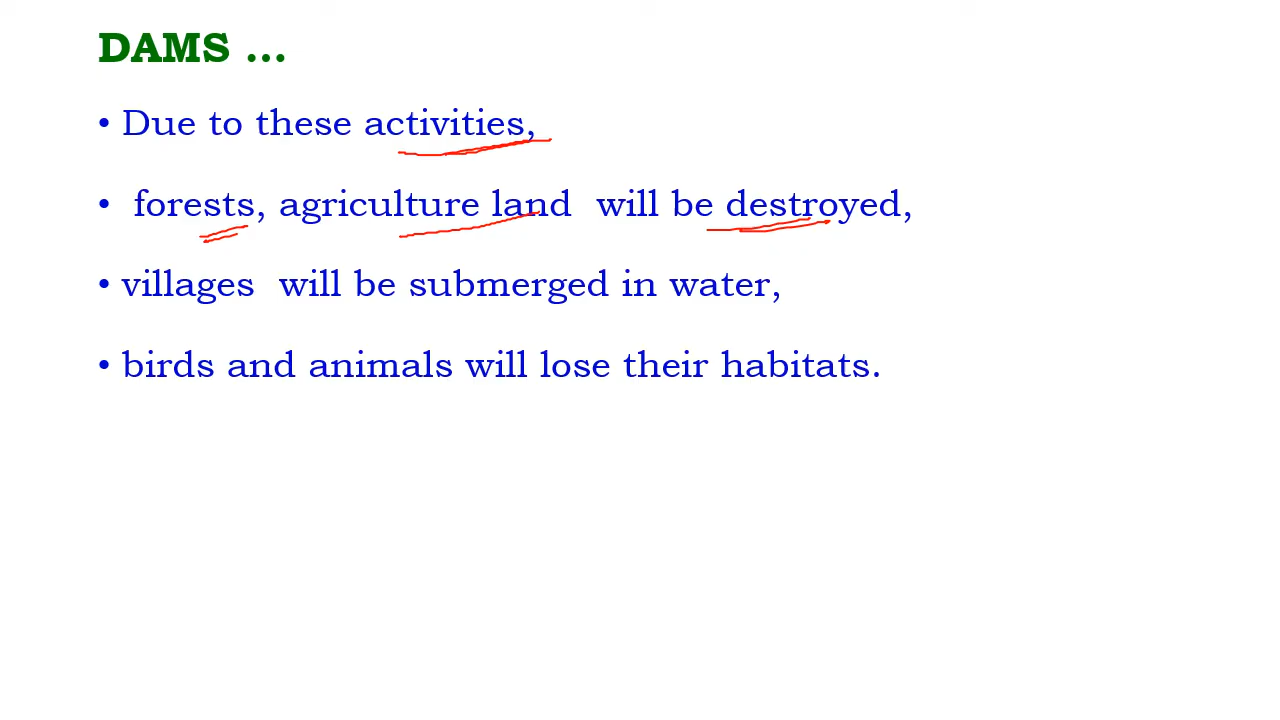 DAMS ...
• Due to these activities,
• forests, agriculture land will be destroyed,
• villages will be submerged in water,
• birds and animals will lose their habitats.